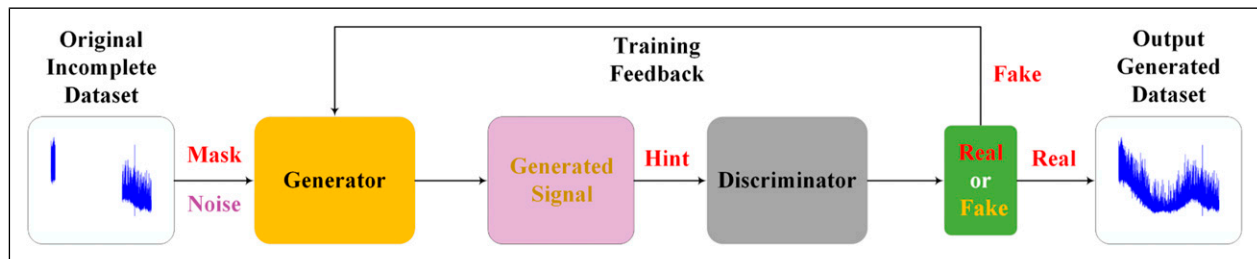 Original
Incomplete
Dataset
Mask
Noise
Generator
Training
Feedback
Generated
Signal
Hint
Discriminator
Fake
Real
or
Fake
Real
Output
Generated
Dataset